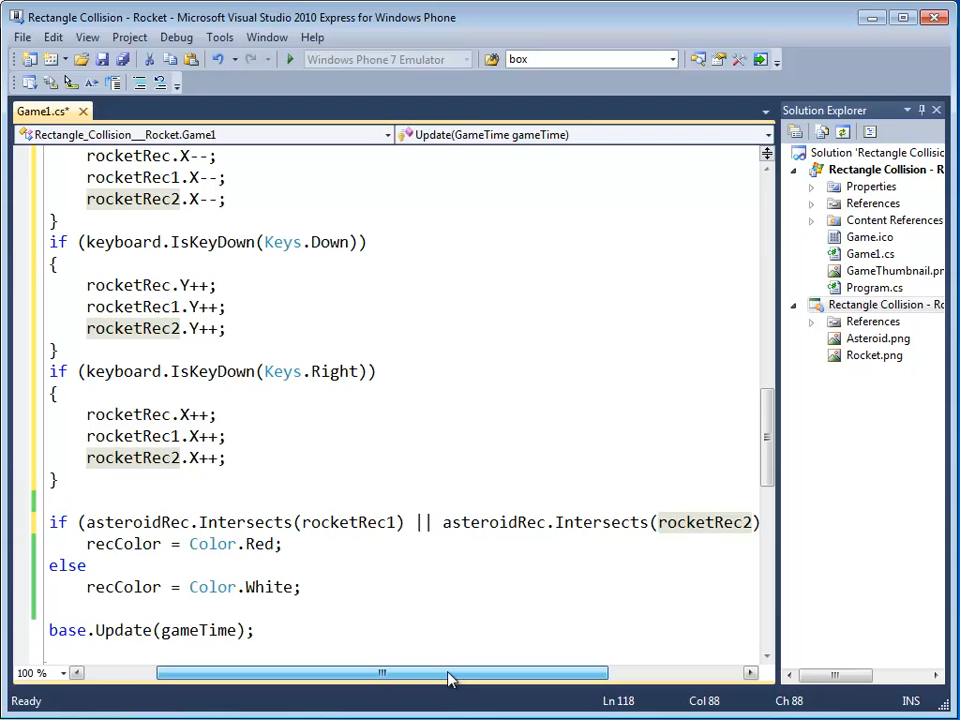 Rectangle Collision - Rocket - Microsoft Visual Studio 2010 Express for Windows Phone
File Edit View Project Debug Tools Window Help
Windows Phone 7 Emulator box
Game1.cs* Solution Explorer
Rectangle_Collision___Rocket.Game1 Update(GameTime gameTime)
rocketRec.X--;
rocketRec1.X--;
rocketRec2.X--;
}
if (keyboard.IsKeyDown(Keys.Down))
{
rocketRec.Y++;
rocketRec1.Y++;
rocketRec2.Y++;
}
if (keyboard.IsKeyDown(Keys.Right))
{
rocketRec.X++;
rocketRec1.X++;
rocketRec2.X++;
}
if (asteroidRec.Intersects(rocketRec1) || asteroidRec.Intersects(rocketRec2)
recColor = Color.Red;
else
recColor = Color.White;
base.Update(gameTime);
Solution 'Rectangle Collisio
Rectangle Collision - R
Properties
References
Content References
Game.ico
Game1.cs
GameThumbnail.pn
Program.cs
Rectangle Collision - Ro
References
Asteroid.png
Rocket.png
100 %
Ready Ln 118 Col 88 Ch 88 INS